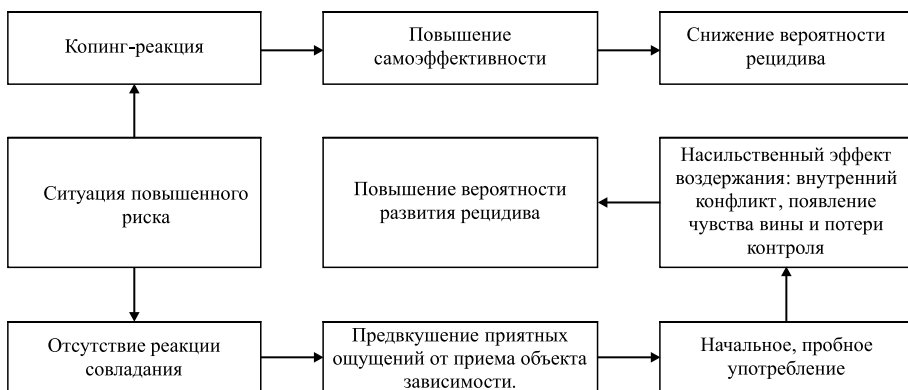 Копинг-реакция
Повышение
самоэффективности
Снижение вероятности
рецидива
Ситуация повышенного
риска
Повышение вероятности
развития рецидива
Насильственный эффект
воздержания: внутренний
конфликт, появление
чувства вины и потери
контроля
Отсутствие реакции
совладания
Предвкушение приятных
ощущений от приема объекта
зависимости.
Начальное, пробное
употребление